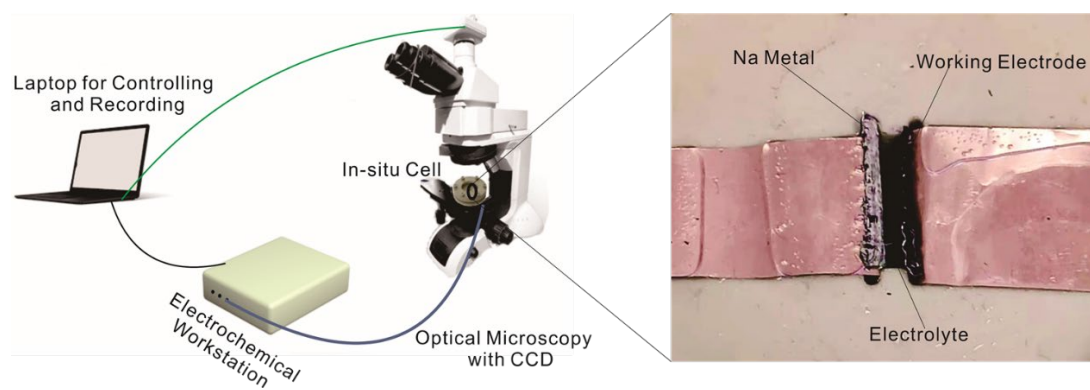 Laptop for Controlling
and Recording
In-situ Cell
Electrochemical
Workstation
Optical Microscopy
with CCD
Na Metal
Working Electrode
Electrolyte